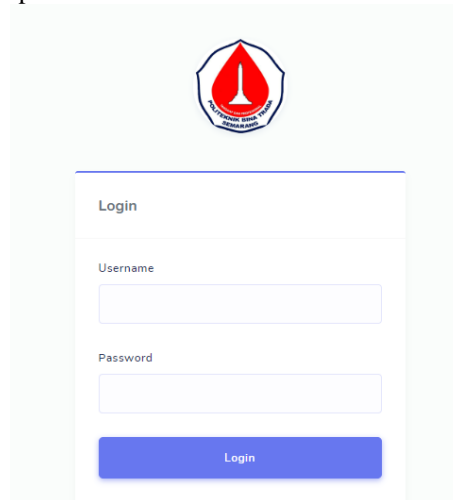 POLITEKNIK BINA TRADA
SEMARANG
Login
Username
Password
Login